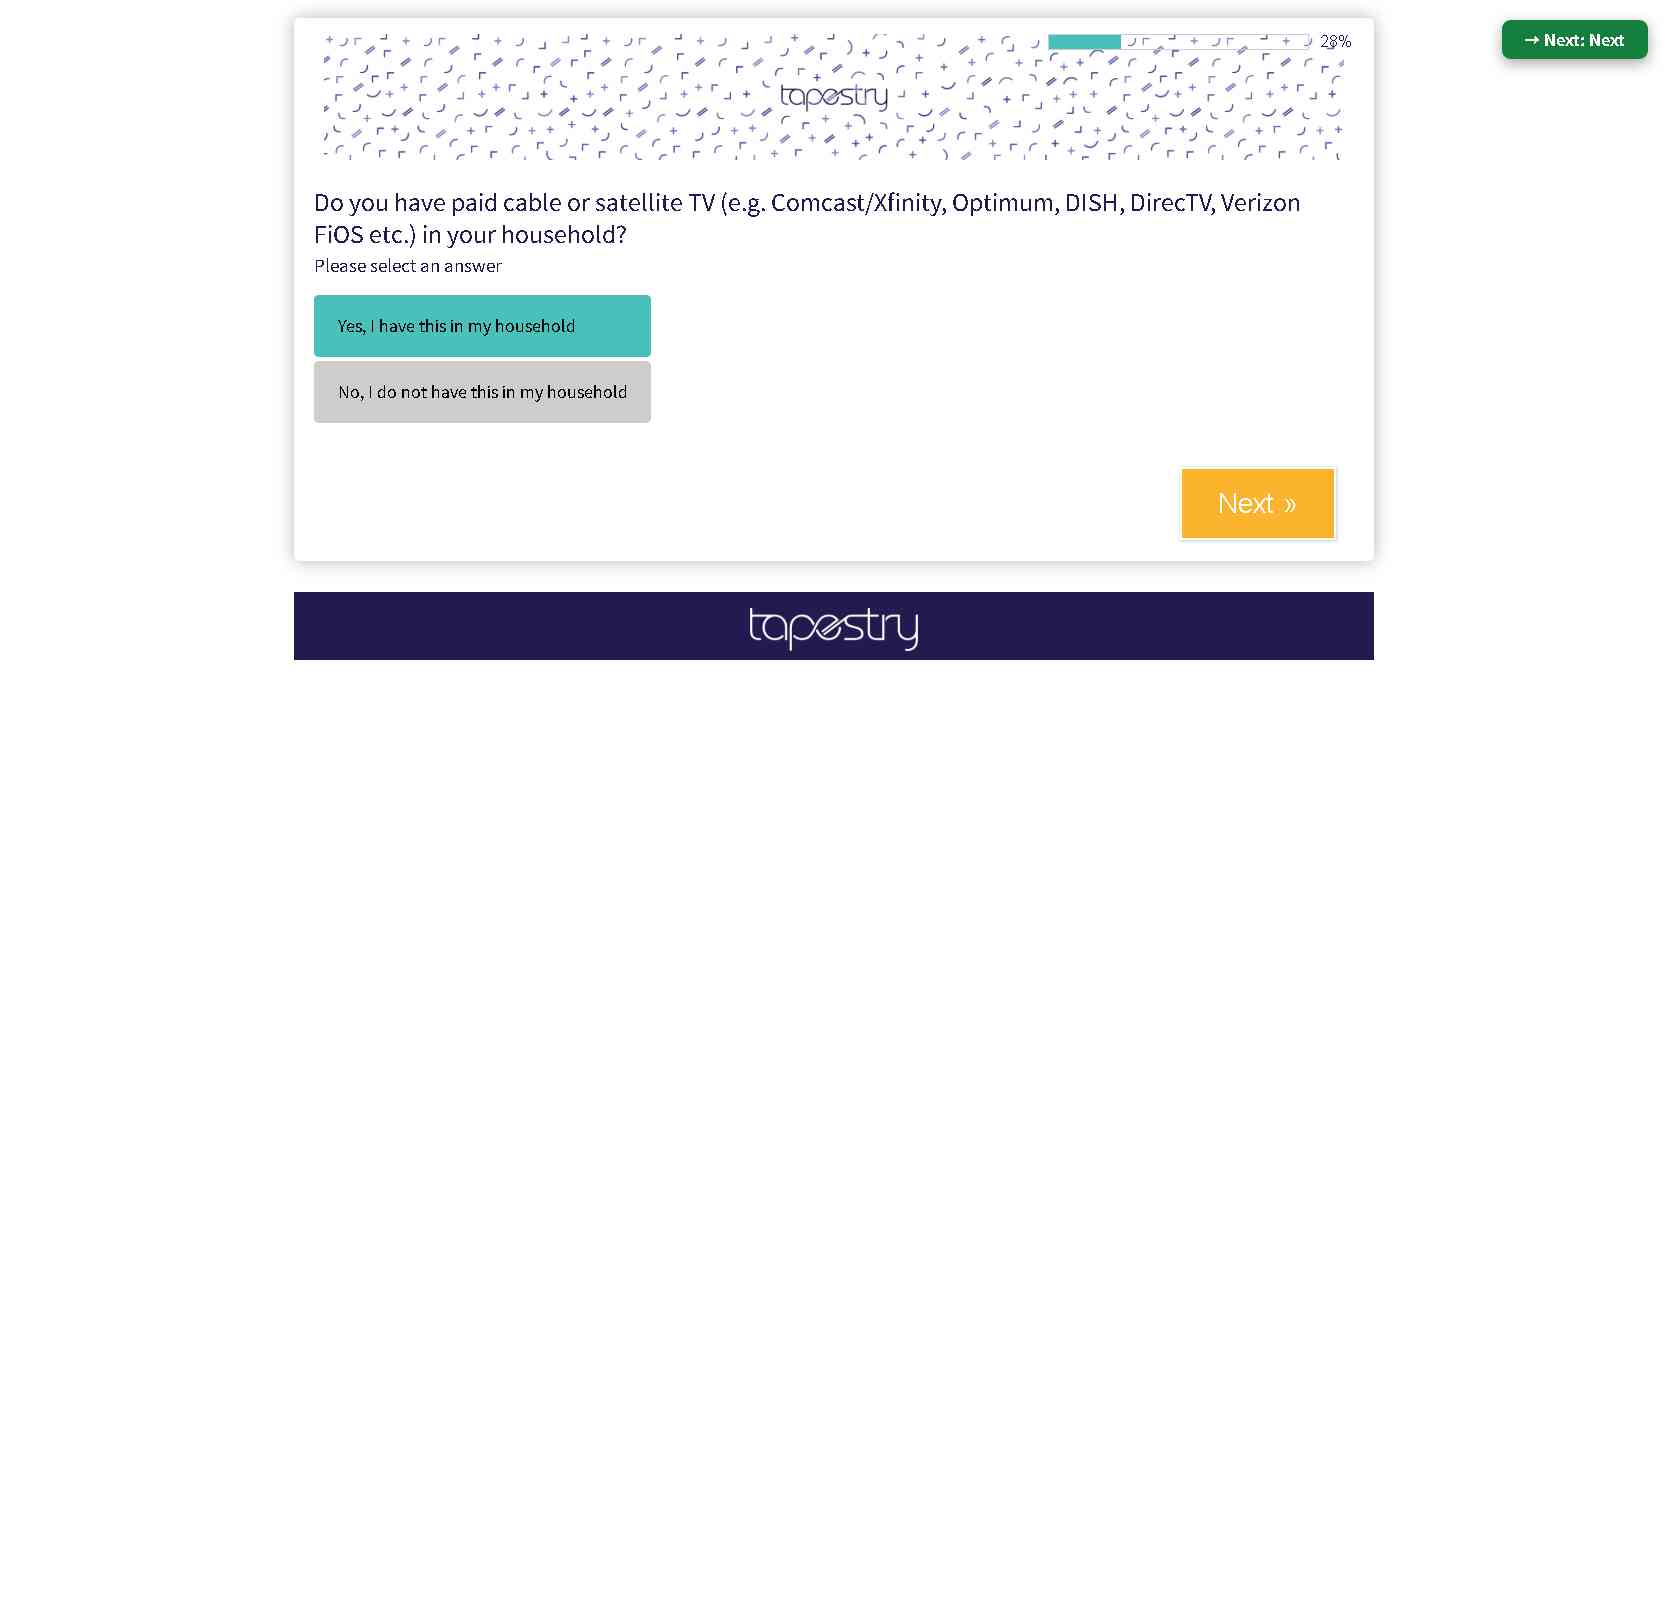 28%
→ Next: Next
tapestry
Do you have paid cable or satellite TV (e.g. Comcast/Xfinity, Optimum, DISH, DirecTV, Verizon
FiOS etc.) in your household?
Please select an answer
Yes, I have this in my household
No, I do not have this in my household
Next »
tapestry